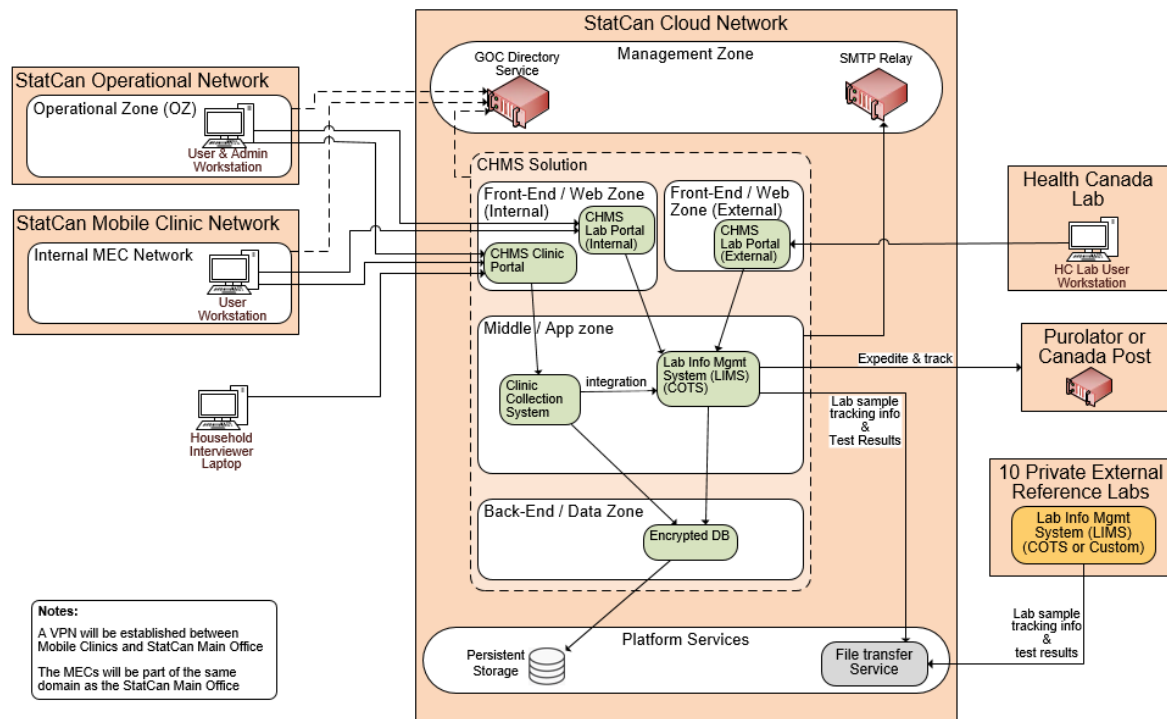 StatCan Cloud Network
Management Zone
GOC Directory
Service
SMTP Relay
StatCan Operational Network
Operational Zone (OZ)
User & Admin
Workstation
StatCan Mobile Clinic Network
Internal MEC Network
User
Workstation
Household
Interviewer
Laptop
CHMS Solution
Front-End / Web Zone
(Internal)
CHMS
Lab Portal
(Internal)
CHMS Clinic
Portal
Front-End / Web
Zone (External)
CHMS
Lab Portal
(External)
Middle / App zone
Clinic
Collection
System
integration
Lab Info Mgmt
System (LIMS)
(COTS)
Back-End / Data Zone
Encrypted DB
Expedite & track
Lab sample
tracking info
&
Test Results
Health Canada
Lab
HC Lab User
Workstation
Purolator or
Canada Post
10 Private External
Reference Labs
Lab Info Mgmt
System (LIMS)
(COTS or Custom)
Lab sample
tracking info
&
test results
Platform Services
Persistent
Storage
File transfer
Service
Notes:
A VPN will be established between
Mobile Clinics and StatCan Main Office
The MECs will be part of the same
domain as the StatCan Main Office